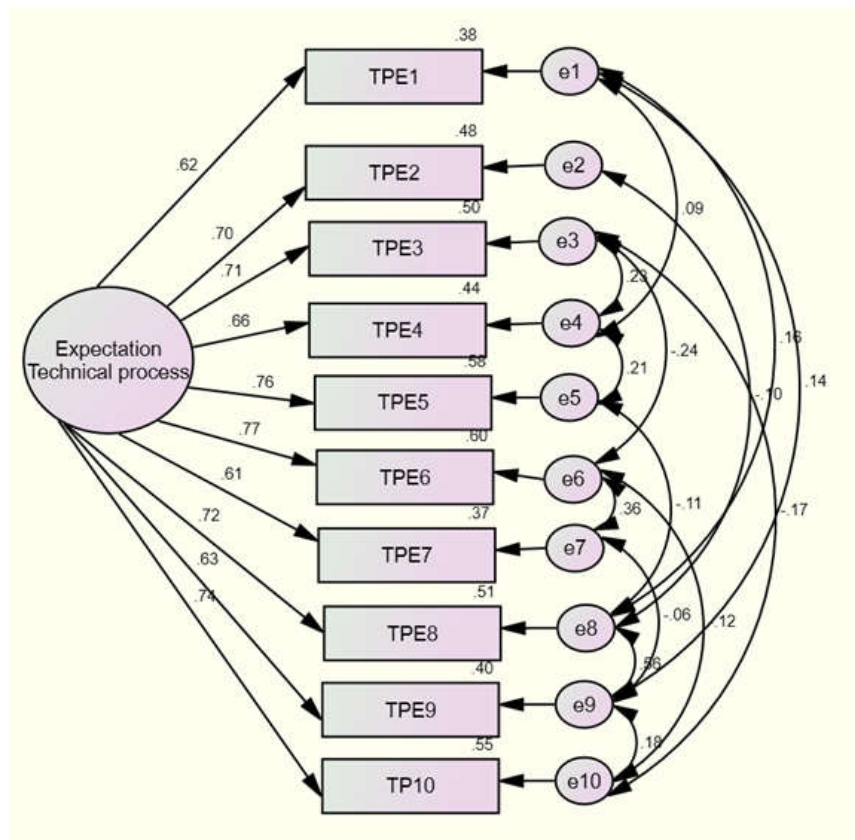 .38
TPE1
e1
.62
.48
TPE2
e2
.50
.70
TPE3
e3
.09
.71
.23
.44
TPE4
e4
.66
-.24
.16
Expectation
Technical process
.58
.21
.14
.76
TPE5
e5
-.10
.60
.77
TPE6
e6
.61
.37
-.11
.36
-.17
.72
TPE7
e7
.51
.63
.74
TPE8
e8
-.06
.12
.40
.56
TPE9
e9
.55
.18
TP10
e10